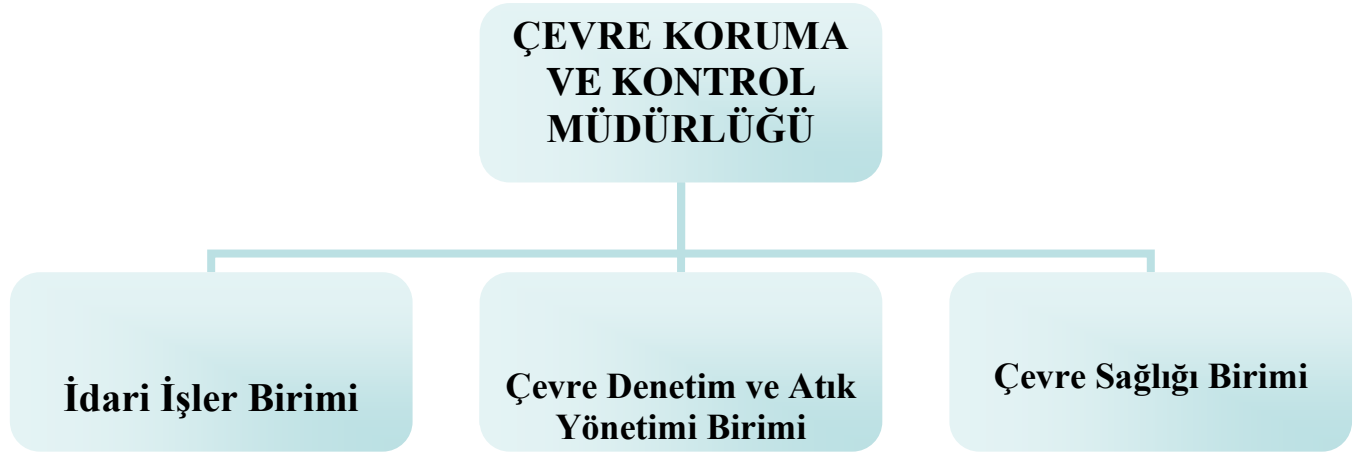 ÇEVRE KORUMA
VE KONTROL
MÜDÜRLÜĞÜ
İdari İşler Birimi
Çevre Denetim ve Atık
Yönetimi Birimi
Çevre Sağlığı Birimi